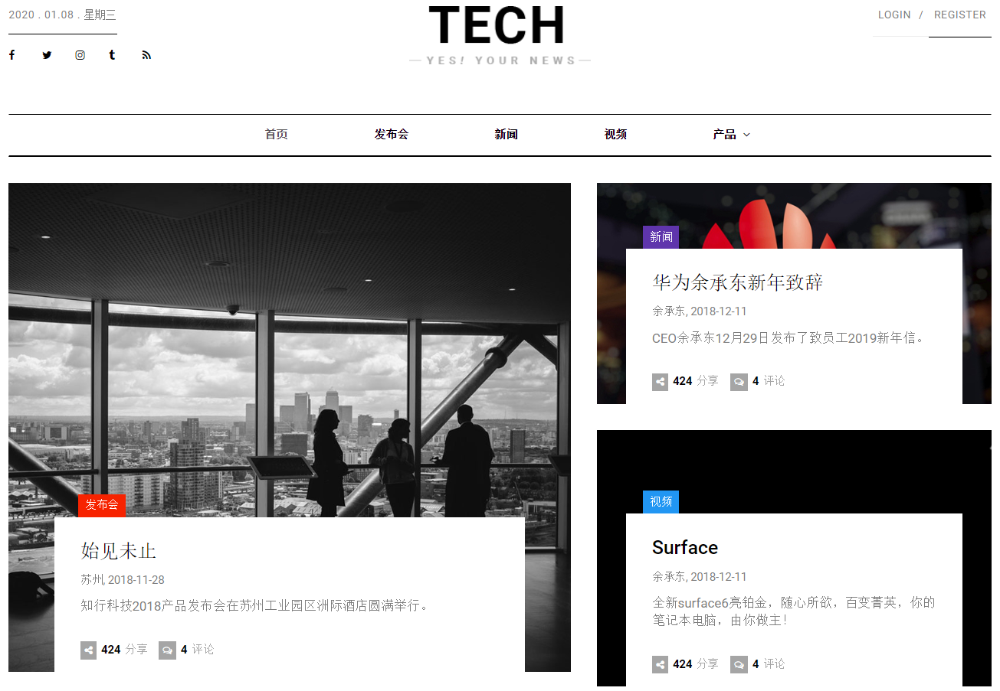 2020 . 01.08 . 星期三
TECH
YES! YOUR NEWS
LOGIN / REGISTER
首页 发布会 新闻 视频 产品
发布会
始见未止
苏州, 2018-11-28
知行科技2018产品发布会在苏州工业园区洲际酒店圆满举行。
424 分享 4 评论
新闻
华为余承东新年致辞
余承东, 2018-12-11
CEO余承东12月29日发布了致员工2019新年信。
424 分享 4 评论
视频
Surface
余承东, 2018-12-11
全新surface6亮铂金，随心所欲，百变菁英，你的
笔记本电脑，由你做主！
424 分享 4 评论